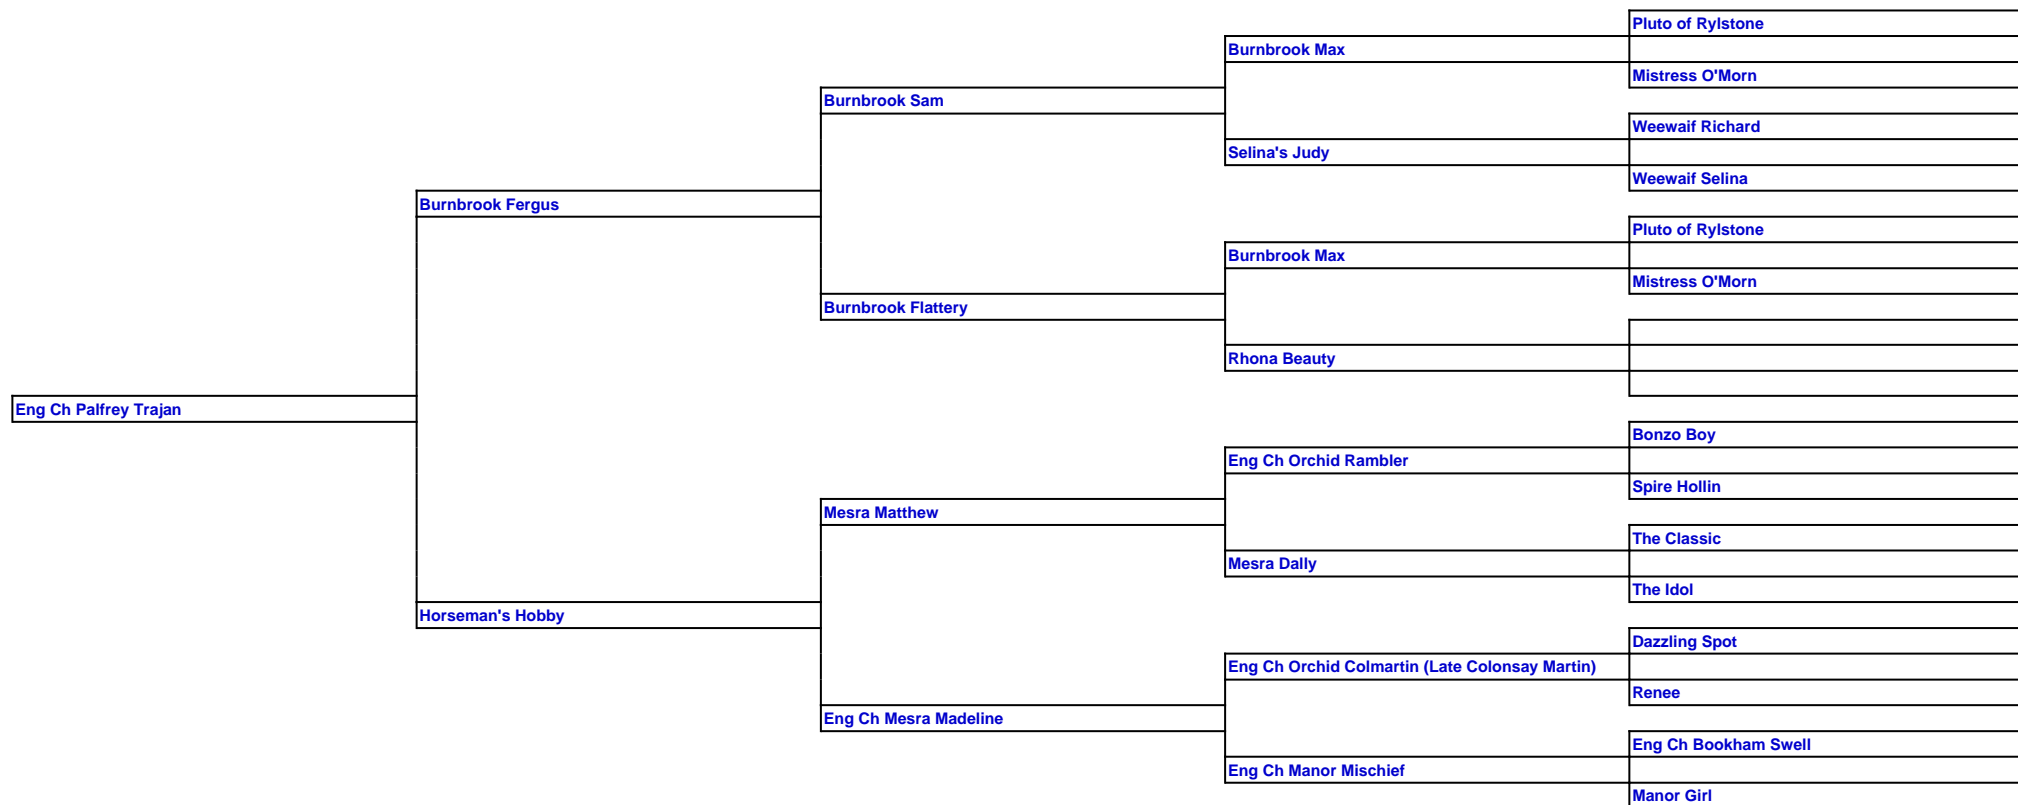 Pluto of Rylstone
Burnbrook Max
Mistress O'Morn
Burnbrook Sam
Weewaif Richard
Selina's Judy
Weewaif Selina
Burnbrook Fergus
Pluto of Rylstone
Burnbrook Max
Mistress O'Morn
Burnbrook Flattery
Rhona Beauty
Eng Ch Palfrey Trajan
Bonzo Boy
Eng Ch Orchid Rambler
Spire Hollin
Mesra Matthew
The Classic
Mesra Dally
The Idol
Horseman's Hobby
Dazzling Spot
Eng Ch Orchid Colmartin (Late Colonsay Martin)
Renee
Eng Ch Mesra Madeline
Eng Ch Bookham Swell
Eng Ch Manor Mischief
Manor Girl